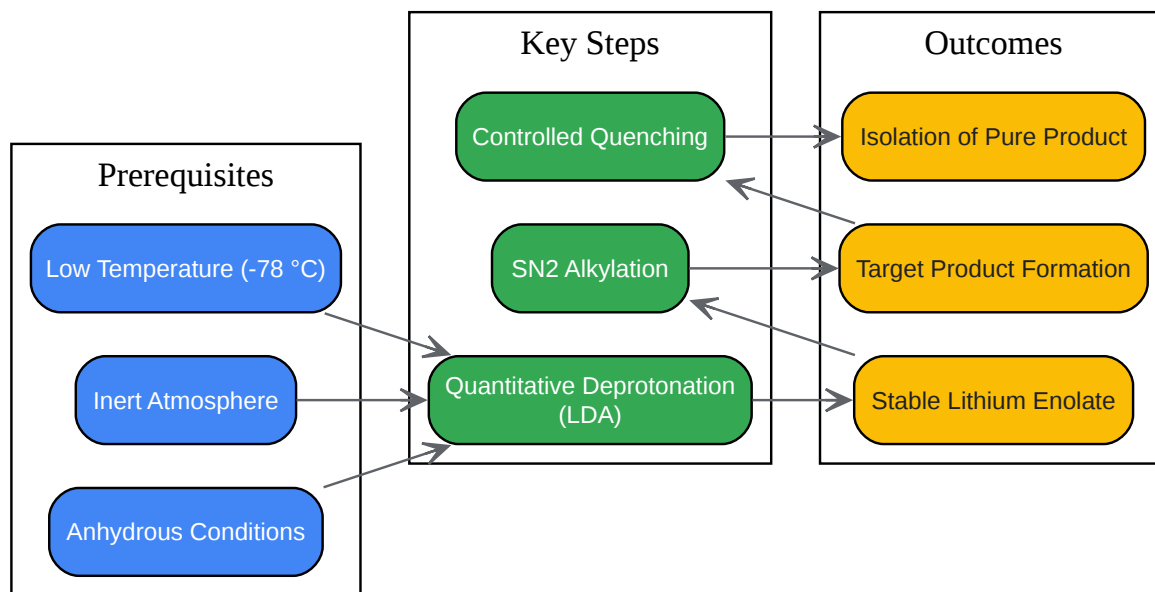 Prerequisites
Low Temperature (-78 °C)
Inert Atmosphere
Anhydrous Conditions
Key Steps
Controlled Quenching
SN2 Alkylation
Quantitative Deprotonation
(LDA)
Outcomes
Isolation of Pure Product
Target Product Formation
Stable Lithium Enolate